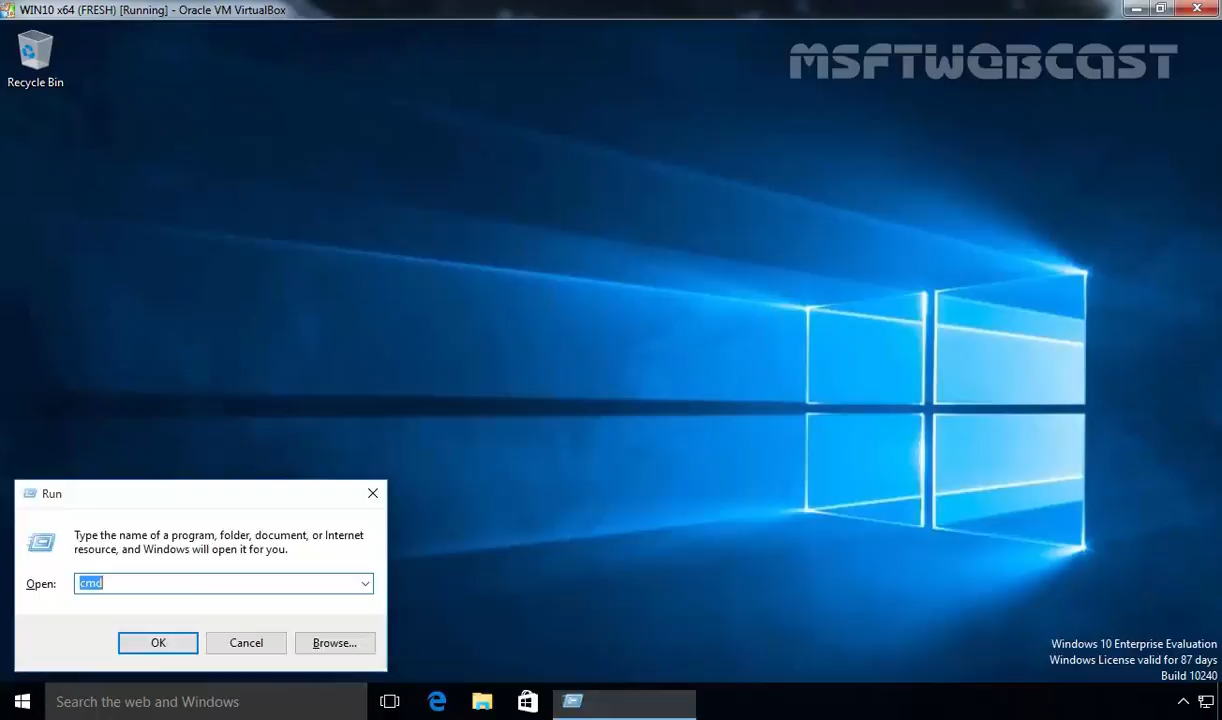 WIN10 x64 (FRESH) [Running] - Oracle VM VirtualBox
Recycle Bin
MSFTWEBCAST
Run
Type the name of a program, folder, document, or Internet
resource, and Windows will open it for you.
Open: cmd
OK Cancel Browse...
Windows 10 Enterprise Evaluation
Windows License valid for 87 days
Build 10240
Search the web and Windows